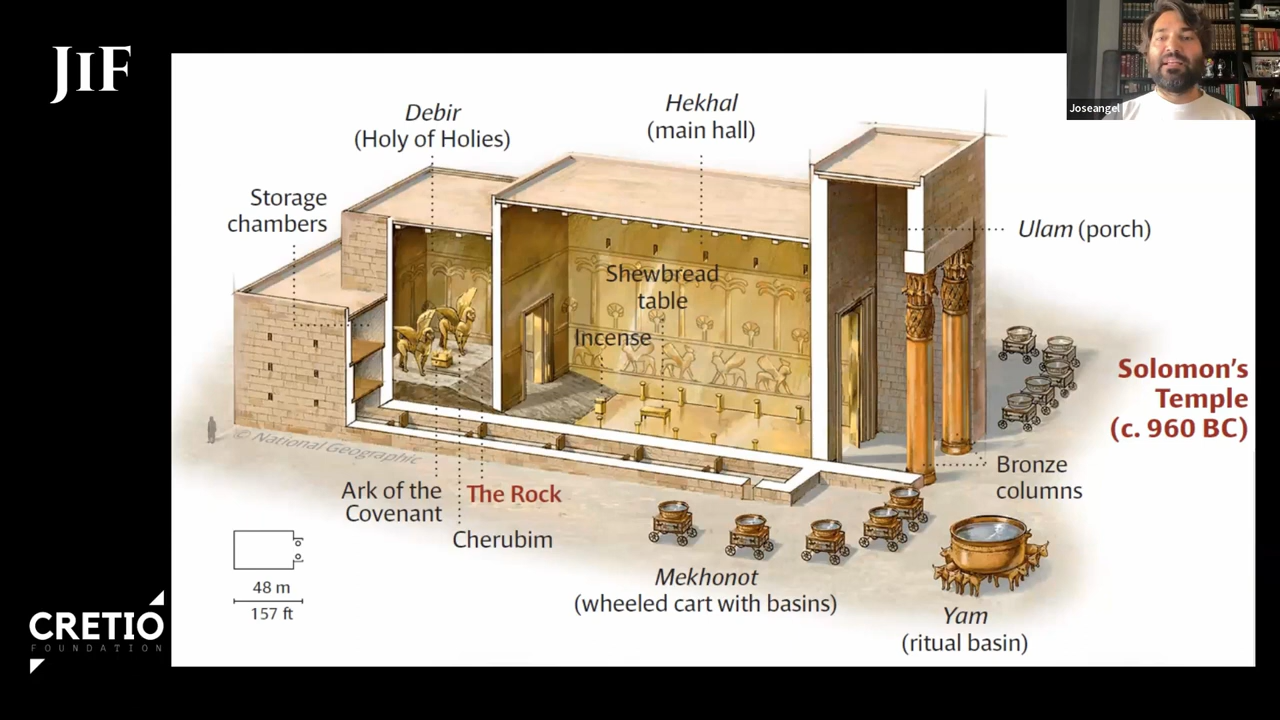 JIF
Joseangel
Debir
(Holy of Holies)
Hekhal
(main hall)
Storage
chambers
Ulam (porch)
Shewbread
table
Incense
Solomon's
Temple
(c. 960 BC)
© National Geographic
Ark of the
Covenant
The Rock
Cherubim
Bronze
columns
Mekhonot
(wheeled cart with basins)
Yam
(ritual basin)
48 m
157 ft
CRETIO
FOUNDATION